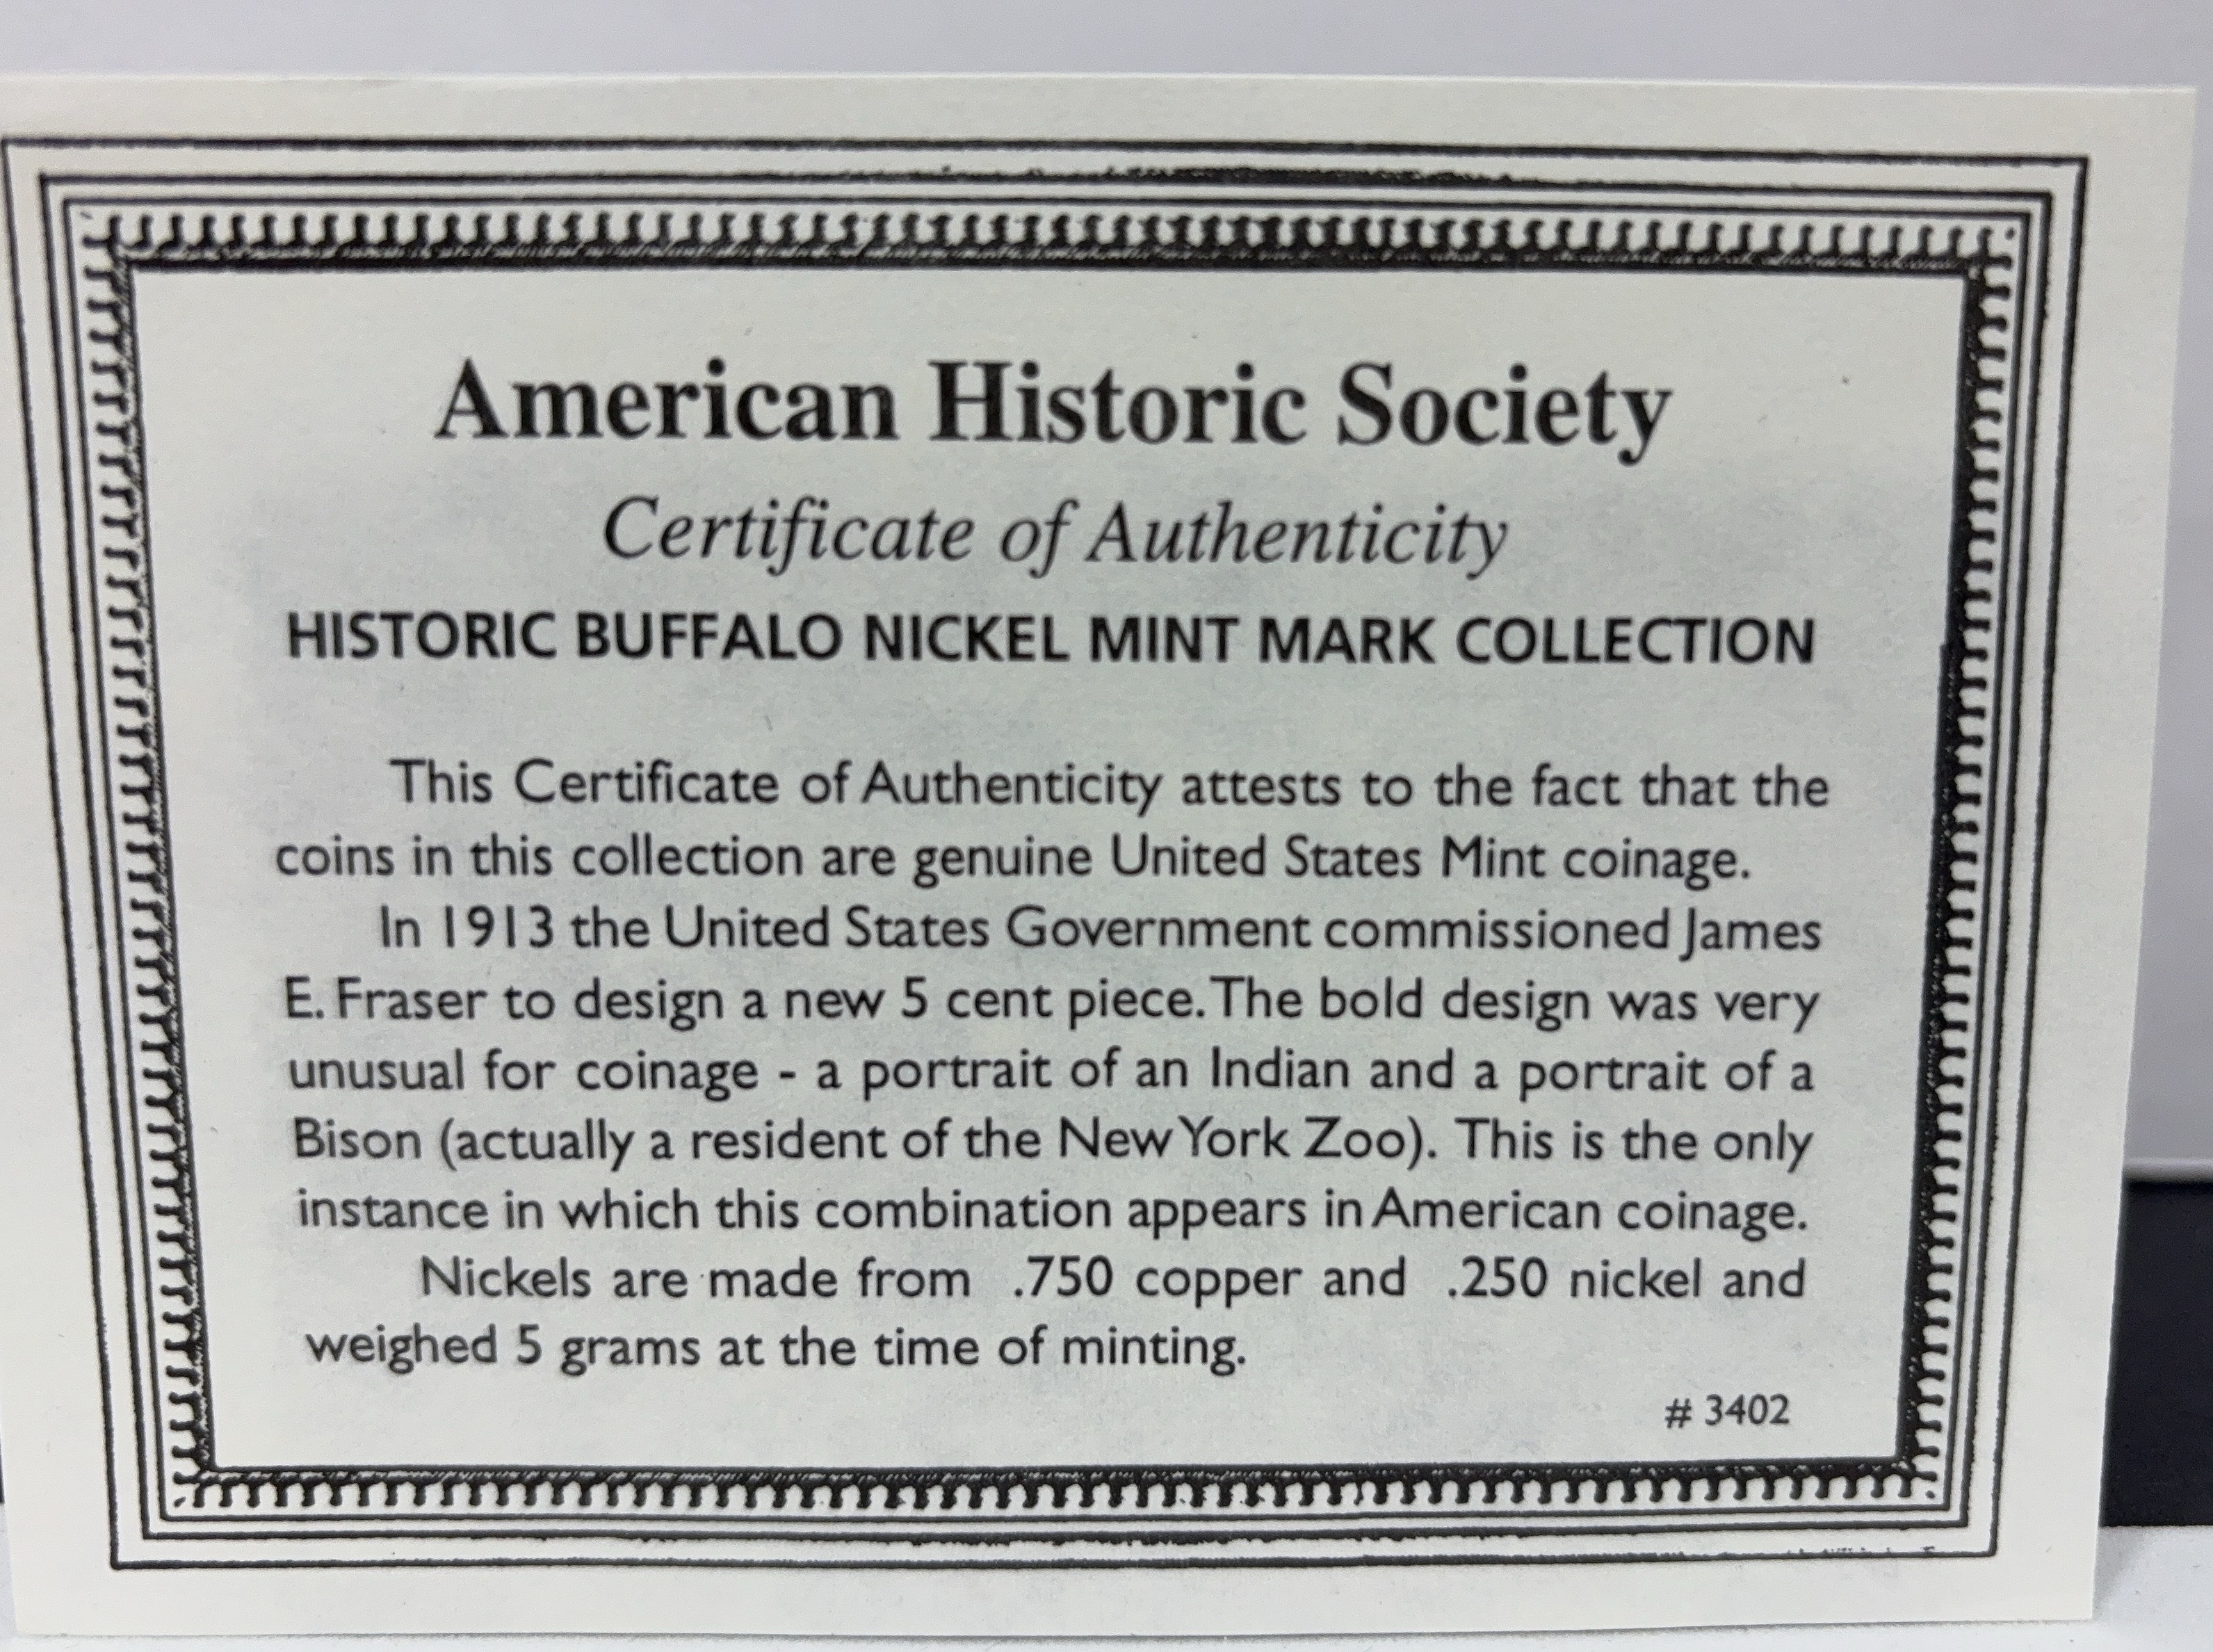 American Historic Society
Certificate of Authenticity
HISTORIC BUFFALO NICKEL MINT MARK COLLECTION
This Certificate of Authenticity attests to the fact that the
coins in this collection are genuine United States Mint coinage.
In 1913 the United States Government commissioned James
E. Fraser to design a new 5 cent piece. The bold design was very
unusual for coinage - a portrait of an Indian and a portrait of a
Bison (actually a resident of the New York Zoo). This is the only
instance in which this combination appears in American coinage.
Nickels are made from .750 copper and .250 nickel and
weighed 5 grams at the time of minting.
# 3402